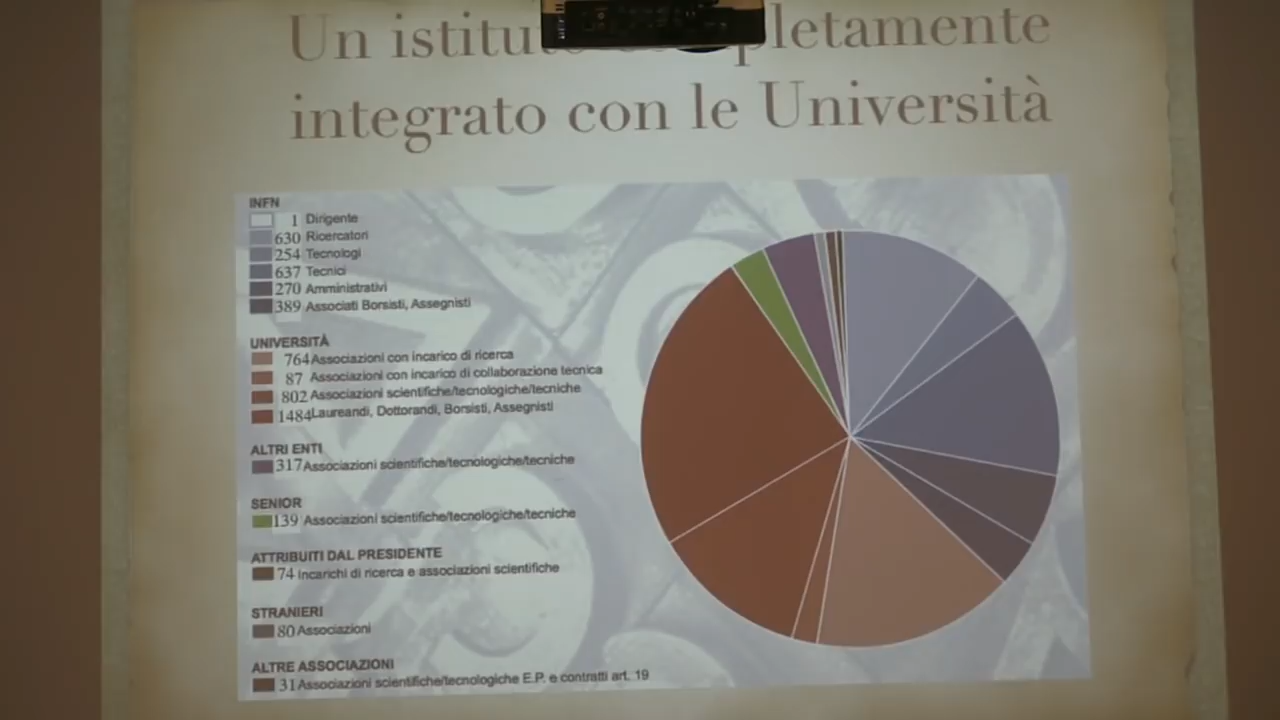 Un istitu pletamente
integrato con le Università
INFN
1 Dirigente
630 Ricercatori
254 Tecnologi
637 Tecnici
270 Amministrativi
389 Associati Borsisti, Assegnisti
UNIVERSITÀ
764 Associazioni con incarico di ricerca
87 Associazioni con incarico di collaborazione tecnica
802 Associazioni scientifiche/tecnologiche/tecniche
1484 Laureandi, Dottorandi, Borsisti, Assegnisti
ALTRI ENTI
317 Associazioni scientifiche/tecnologiche/tecniche
SENIOR
139 Associazioni scientifiche/tecnologiche/tecniche
ATTRIBUITI DAL PRESIDENTE
74 Incarichi di ricerca e associazioni scientifiche
STRANIERI
80 Associazioni
ALTRE ASSOCIAZIONI
31 Associazioni scientifiche/tecnologiche E.P. e contratti art. 19